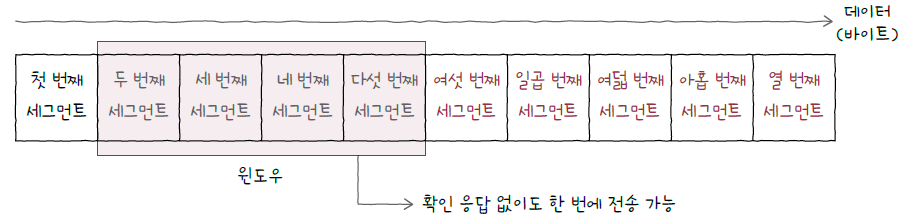 데이터
(바이트)
첫 번째 두 번째 세 번째 네 번째 다섯 번째 여섯 번째 일곱 번째 여덟 번째 아홉 번째 열 번째
세그먼트 세그먼트 세그먼트 세그먼트 세그먼트 세그먼트 세그먼트 세그먼트 세그먼트 세그먼트
윈도우
확인 응답 없이도 한 번에 전송 가능